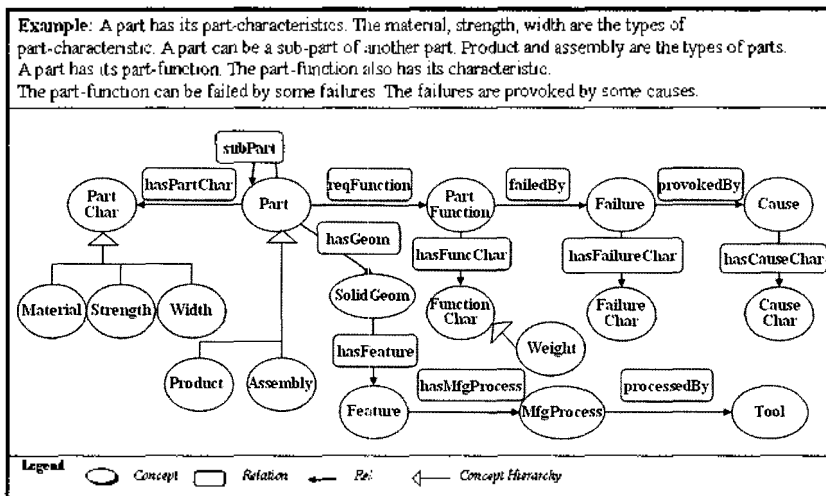 Example: A part has its part-characteristics. The material, strength, width are the types of
part-characteristic. A part can be a sub-part of another part. Product and assembly are the types of parts.
A part has its part-function. The part-function also has its characteristic.
The part-function can be failed by some failures. The failures are provoked by some causes.
subPart
hasPartChar
reqFunction
failedBy
provokedBy
Part
Char
Part
Part
Function
Failure
Cause
hasGeom
hasFuncChar
hasFailureChar
hasCauseChar
Material
Strength
Width
SolidGeom
Function
Char
Failure
Char
Cause
Char
hasFeature
Weight
Product
Assembly
hasMfgProcess
processedBy
Feature
MfgProcess
Tool
Legend
Concept
Relation
Rel
Concept Hierarchy